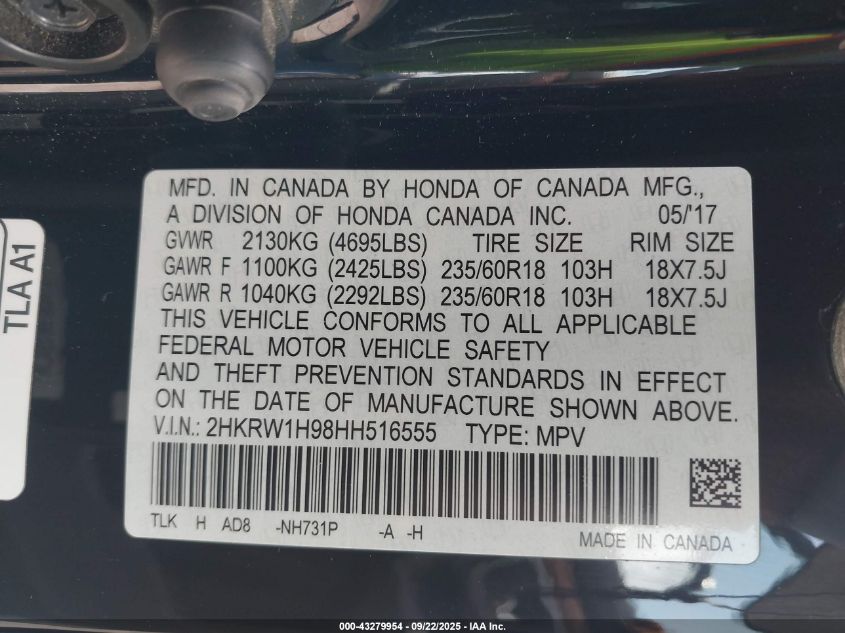 MFD. IN CANADA BY HONDA OF CANADA MFG.,
A DIVISION OF HONDA CANADA INC. 05/'17
GVWR 2130KG (4695LBS) TIRE SIZE RIM SIZE
GAWR F 1100KG (2425LBS) 235/60R18 103H 18X7.5J
GAWR R 1040KG (2292LBS) 235/60R18 103H 18X7.5J
THIS VEHICLE CONFORMS TO ALL APPLICABLE
FEDERAL MOTOR VEHICLE SAFETY
AND THEFT PREVENTION STANDARDS IN EFFECT
ON THE DATE OF MANUFACTURE SHOWN ABOVE.
V.I.N.: 2HKRW1H98HH516555 TYPE: MPV
TLK H AD8 -NH731P -A -H
MADE IN CANADA
TLA A1
000-43279954 - 09/22/2025 - IAA Inc.